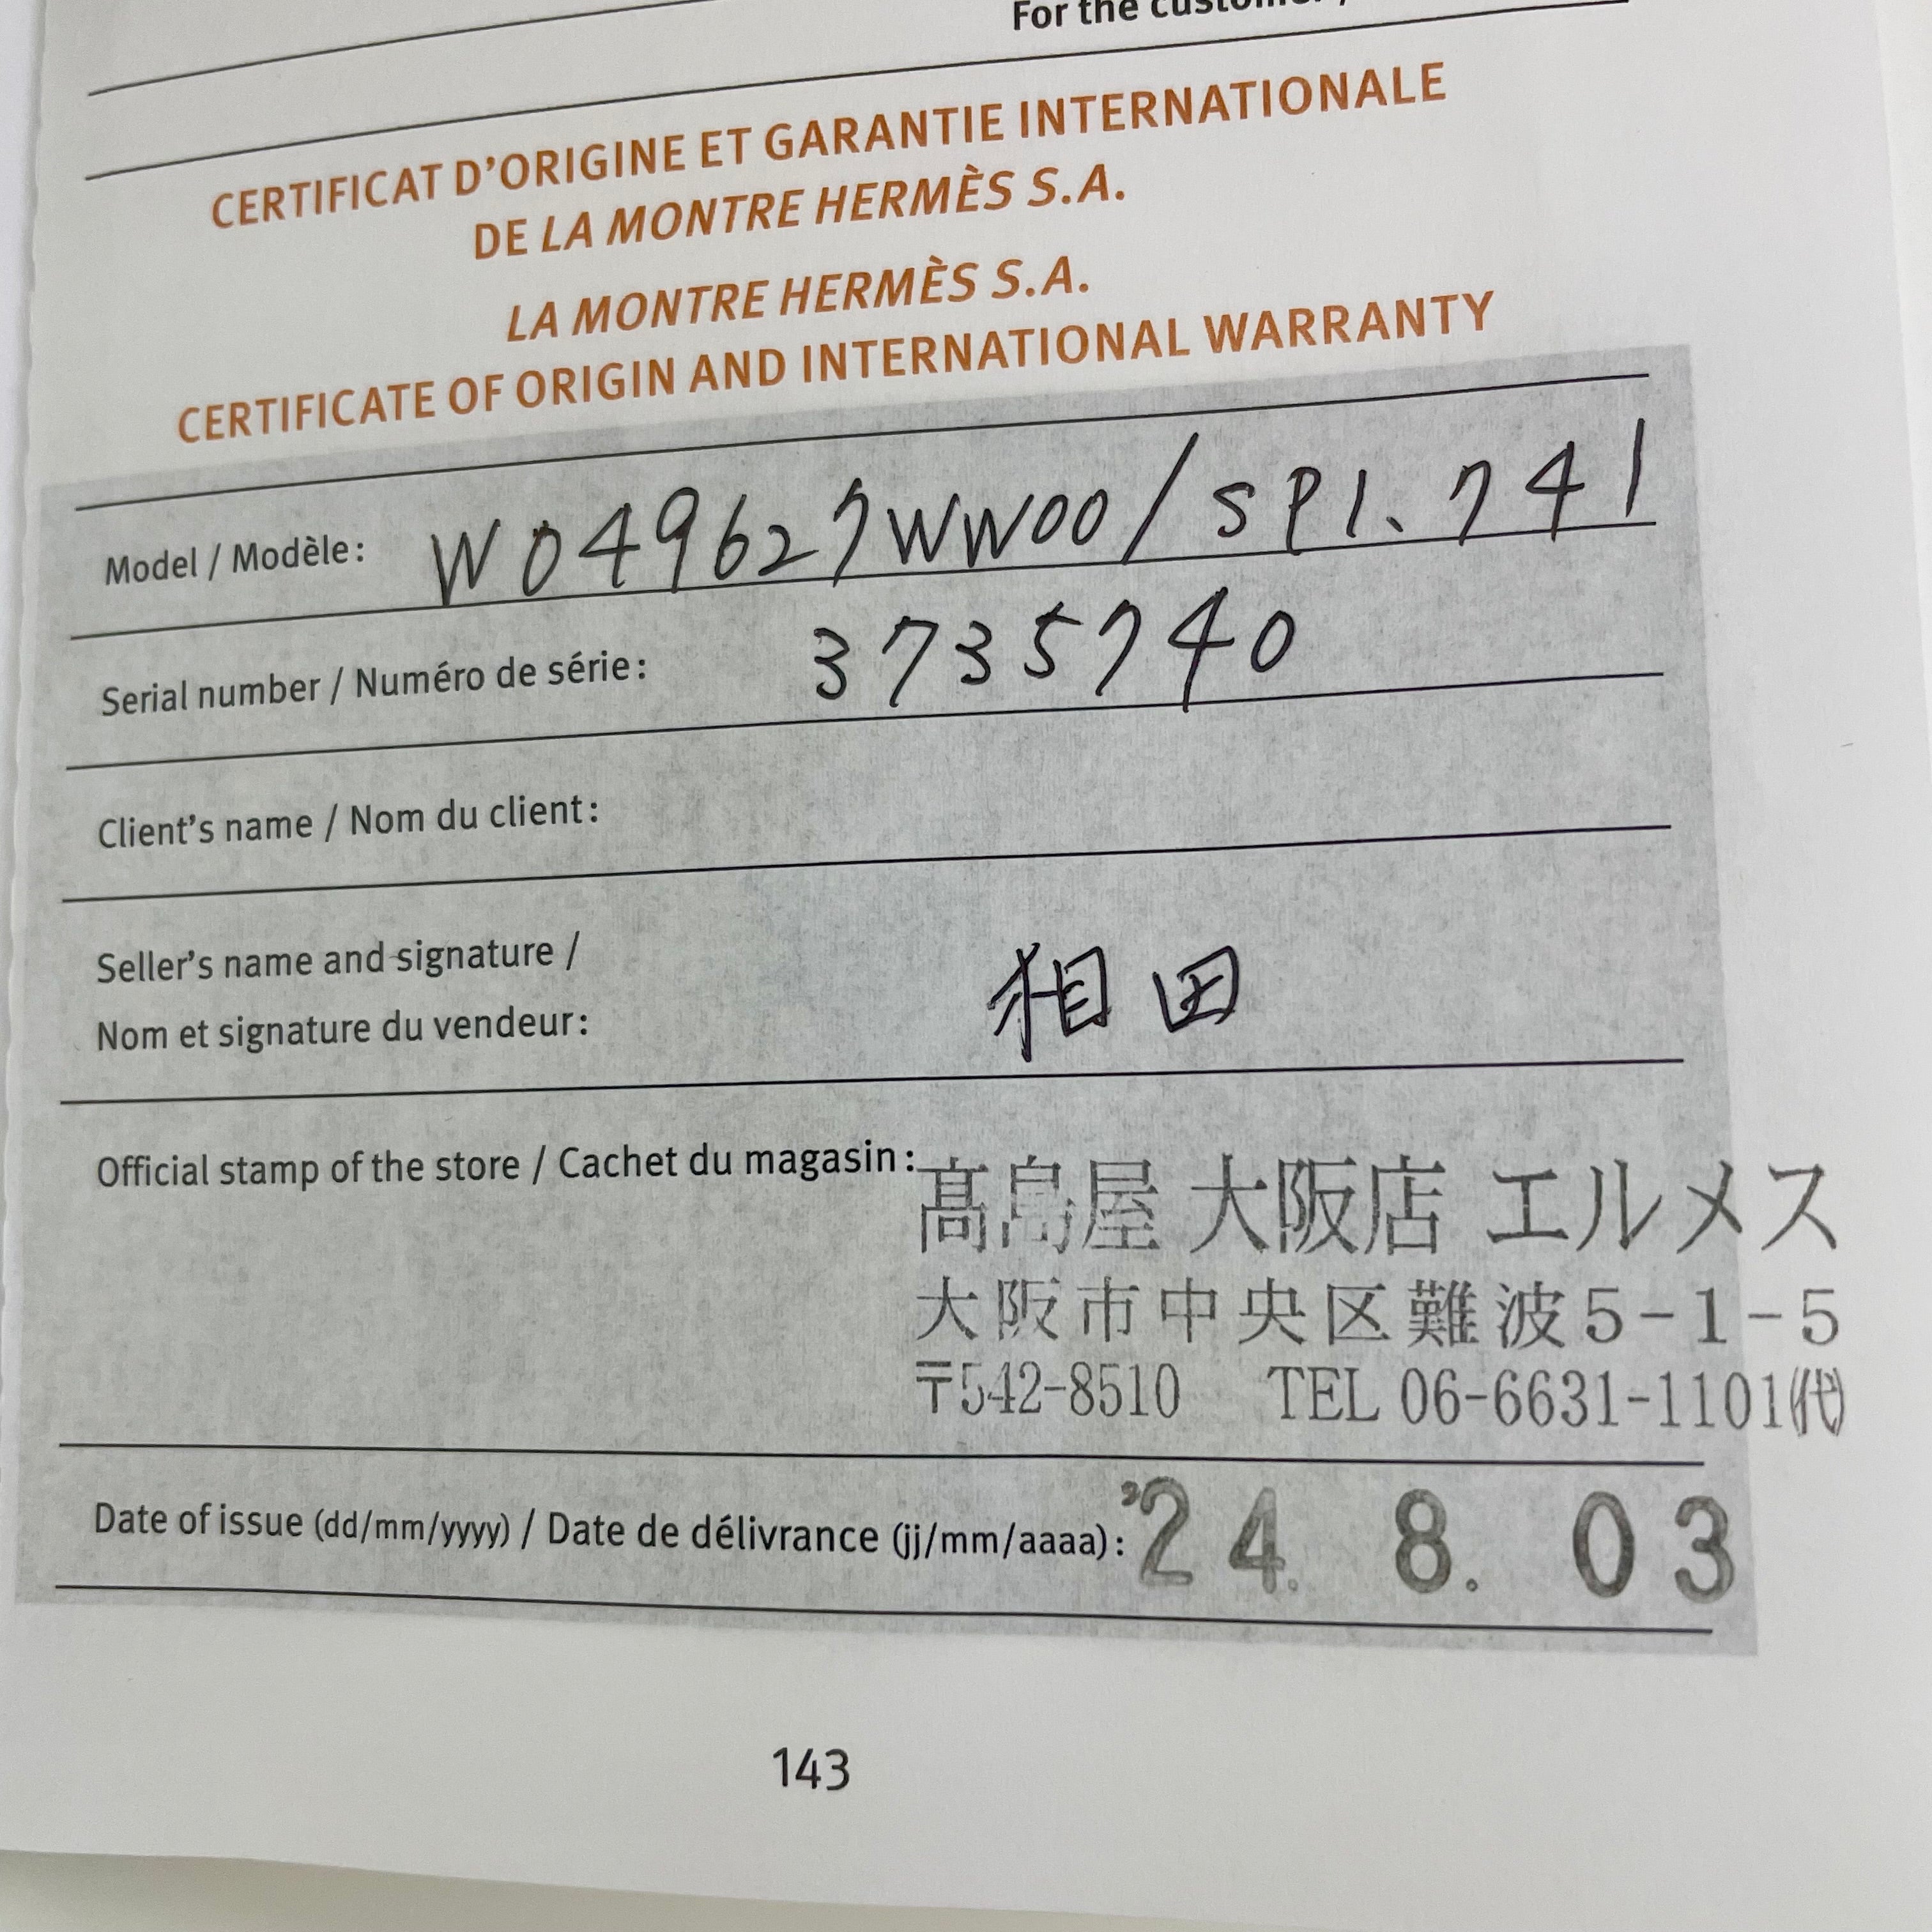 For the customer
CERTIFICAT D'ORIGINE ET GARANTIE INTERNATIONALE
DE LA MONTRE HERMÈS S.A.
LA MONTRE HERMÈS S.A.
CERTIFICATE OF ORIGIN AND INTERNATIONAL WARRANTY
Model / Modèle: W049627WW00/SP1.741
Serial number / Numéro de série: 3735740
Client's name / Nom du client:
Seller's name and signature /
Nom et signature du vendeur: 相田
Official stamp of the store / Cachet du magasin: 髙島屋 大阪店 エルメス
大阪市中央区難波5-1-5
〒542-8510 TEL 06-6631-1101(代)
Date of issue (dd/mm/yyyy) / Date de délivrance (jj/mm/aaaa): '24. 8. 03
143